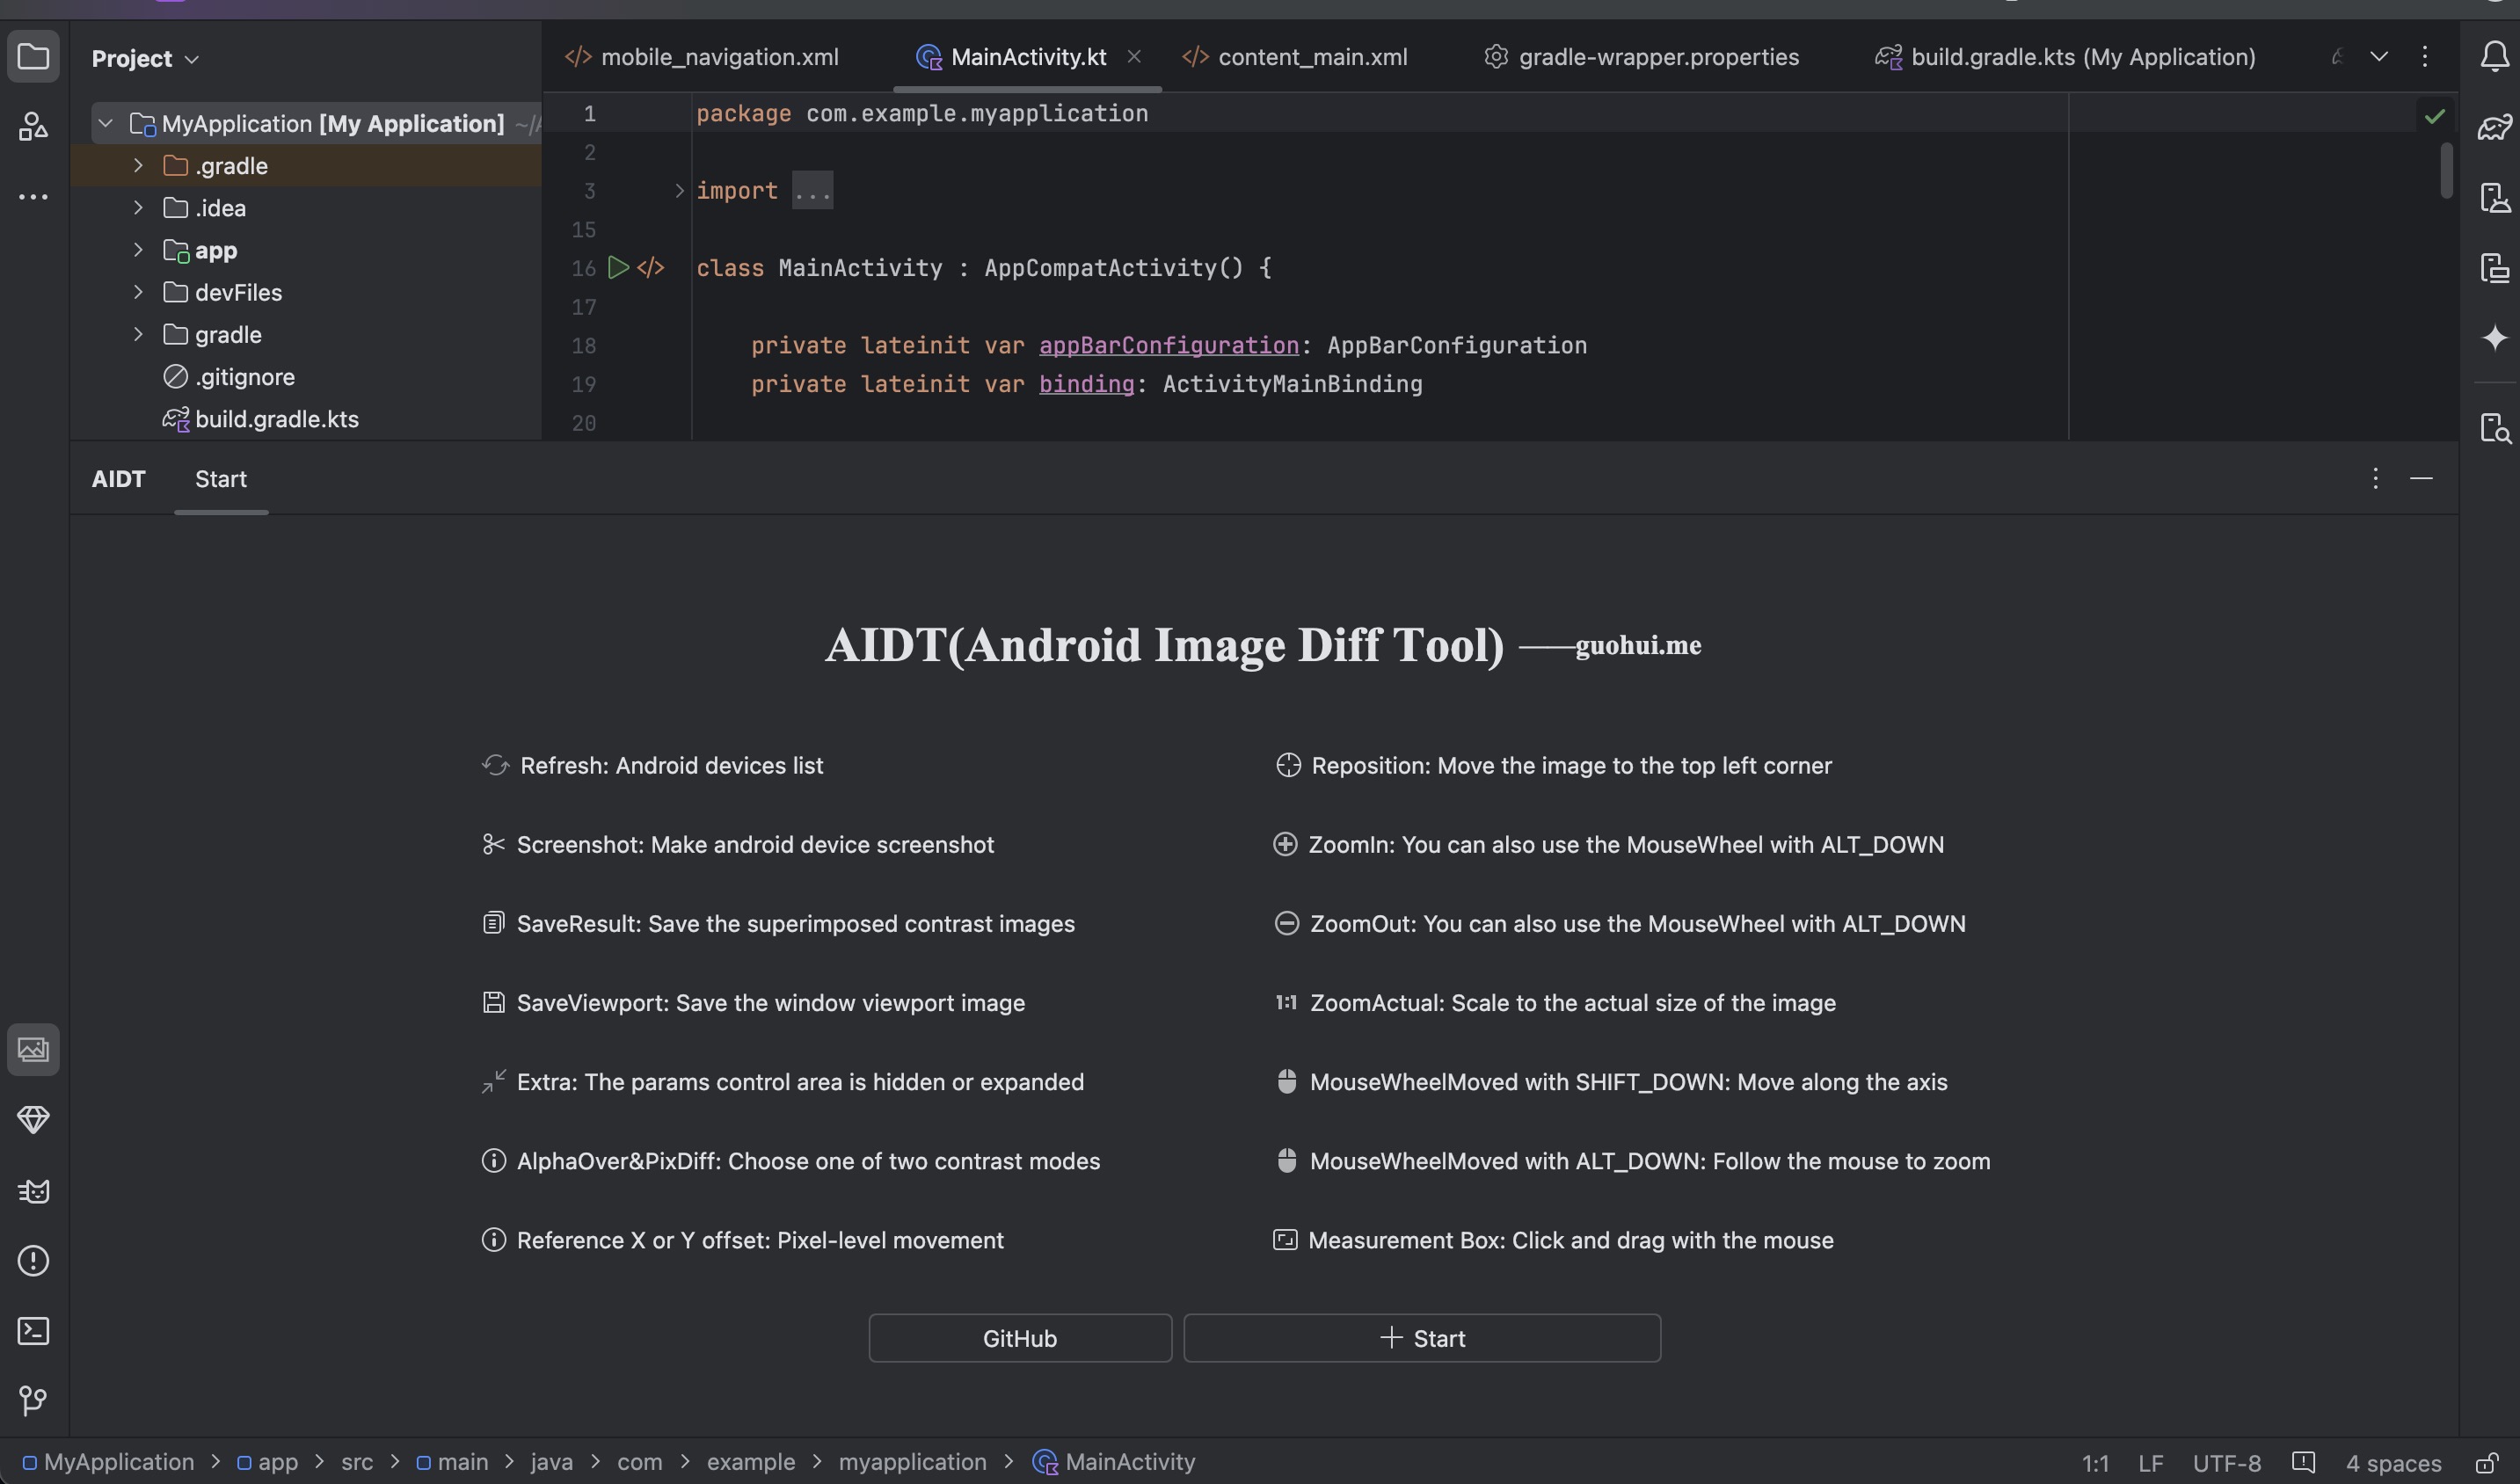 Project
mobile_navigation.xml
MainActivity.kt
content_main.xml
gradle-wrapper.properties
build.gradle.kts (My Application)
MyApplication [My Application] ~/
.gradle
.idea
app
devFiles
gradle
.gitignore
build.gradle.kts
1 package com.example.myapplication
2
3 import ...
15
16 class MainActivity : AppCompatActivity() {
17
18 private lateinit var appBarConfiguration: AppBarConfiguration
19 private lateinit var binding: ActivityMainBinding
20
AIDT Start
AIDT(Android Image Diff Tool) ——guohui.me
Refresh: Android devices list
Screenshot: Make android device screenshot
SaveResult: Save the superimposed contrast images
SaveViewport: Save the window viewport image
Extra: The params control area is hidden or expanded
AlphaOver&PixDiff: Choose one of two contrast modes
Reference X or Y offset: Pixel-level movement
Reposition: Move the image to the top left corner
ZoomIn: You can also use the MouseWheel with ALT_DOWN
ZoomOut: You can also use the MouseWheel with ALT_DOWN
1:1 ZoomActual: Scale to the actual size of the image
MouseWheelMoved with SHIFT_DOWN: Move along the axis
MouseWheelMoved with ALT_DOWN: Follow the mouse to zoom
Measurement Box: Click and drag with the mouse
GitHub
+ Start
MyApplication > app > src > main > java > com > example > myapplication > MainActivity
1:1 LF UTF-8 4 spaces